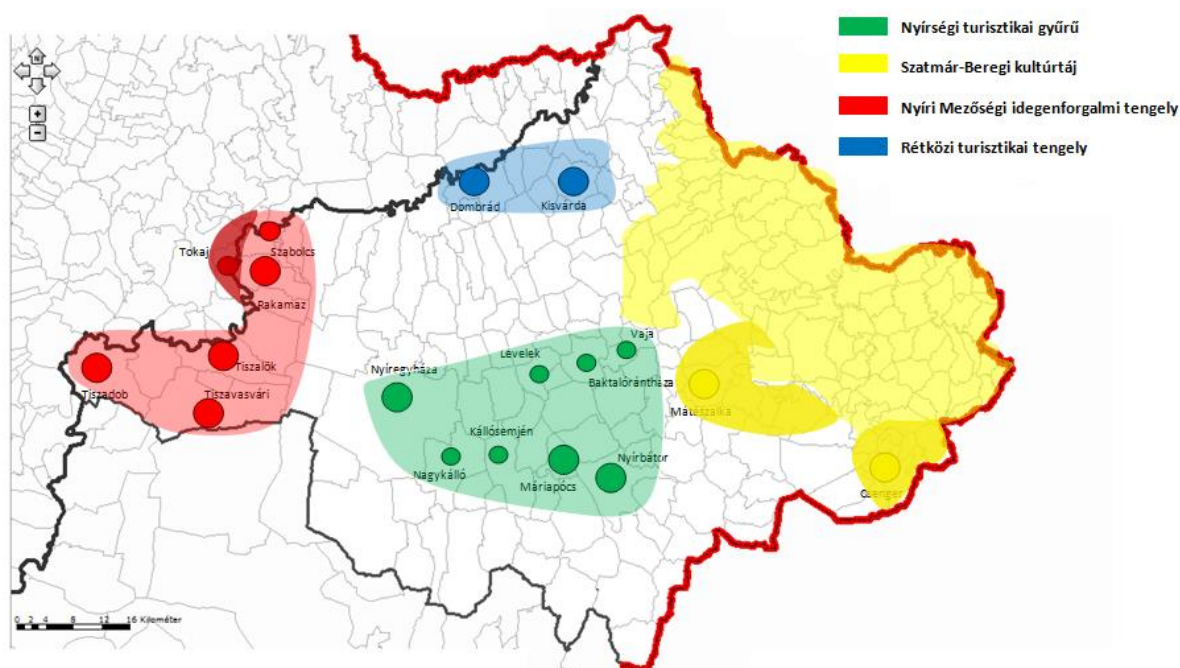 Nyírségi turisztikai gyűrű
Szatmár-Beregi kultúrtáj
Nyíri Mezőségi idegenforgalmi tengely
Rétközi turisztikai tengely
N
Dombrád
Kisvárda
Tokaj
Szabolcs
Rakamaz
Tiszalök
Tiszadob
Tiszavasvári
Vaja
Levelek
Baktalórántháza
Nyíregyháza
Mátészalka
Kállósemjén
Nagykálló
Máriapócs
Nyírbátor
Csenger
0 2 4 8 12 16 Kilométer